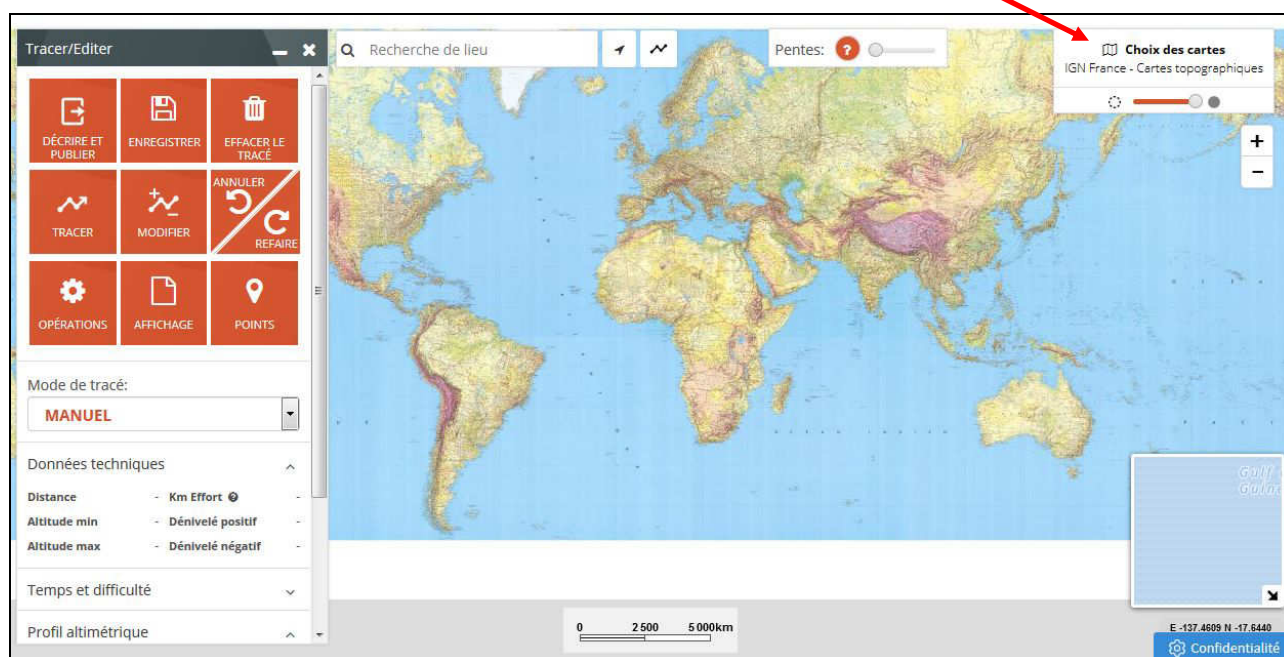 Tracer/Editer
Recherche de lieu
Pentes: ?
Choix des cartes
IGN France - Cartes topographiques
+
−
DÉCRIRE ET
PUBLIER
ENREGISTRER
EFFACER LE
TRACÉ
TRACER
MODIFIER
ANNULER
REFAIRE
OPÉRATIONS
AFFICHAGE
POINTS
Mode de tracé:
MANUEL
Données techniques
Distance - Km Effort ? -
Altitude min - Dénivelé positif -
Altitude max - Dénivelé négatif -
Temps et difficulté
Profil altimétrique
0 2 500 5 000km
E -137.4609 N -17.6440
Confidentialité